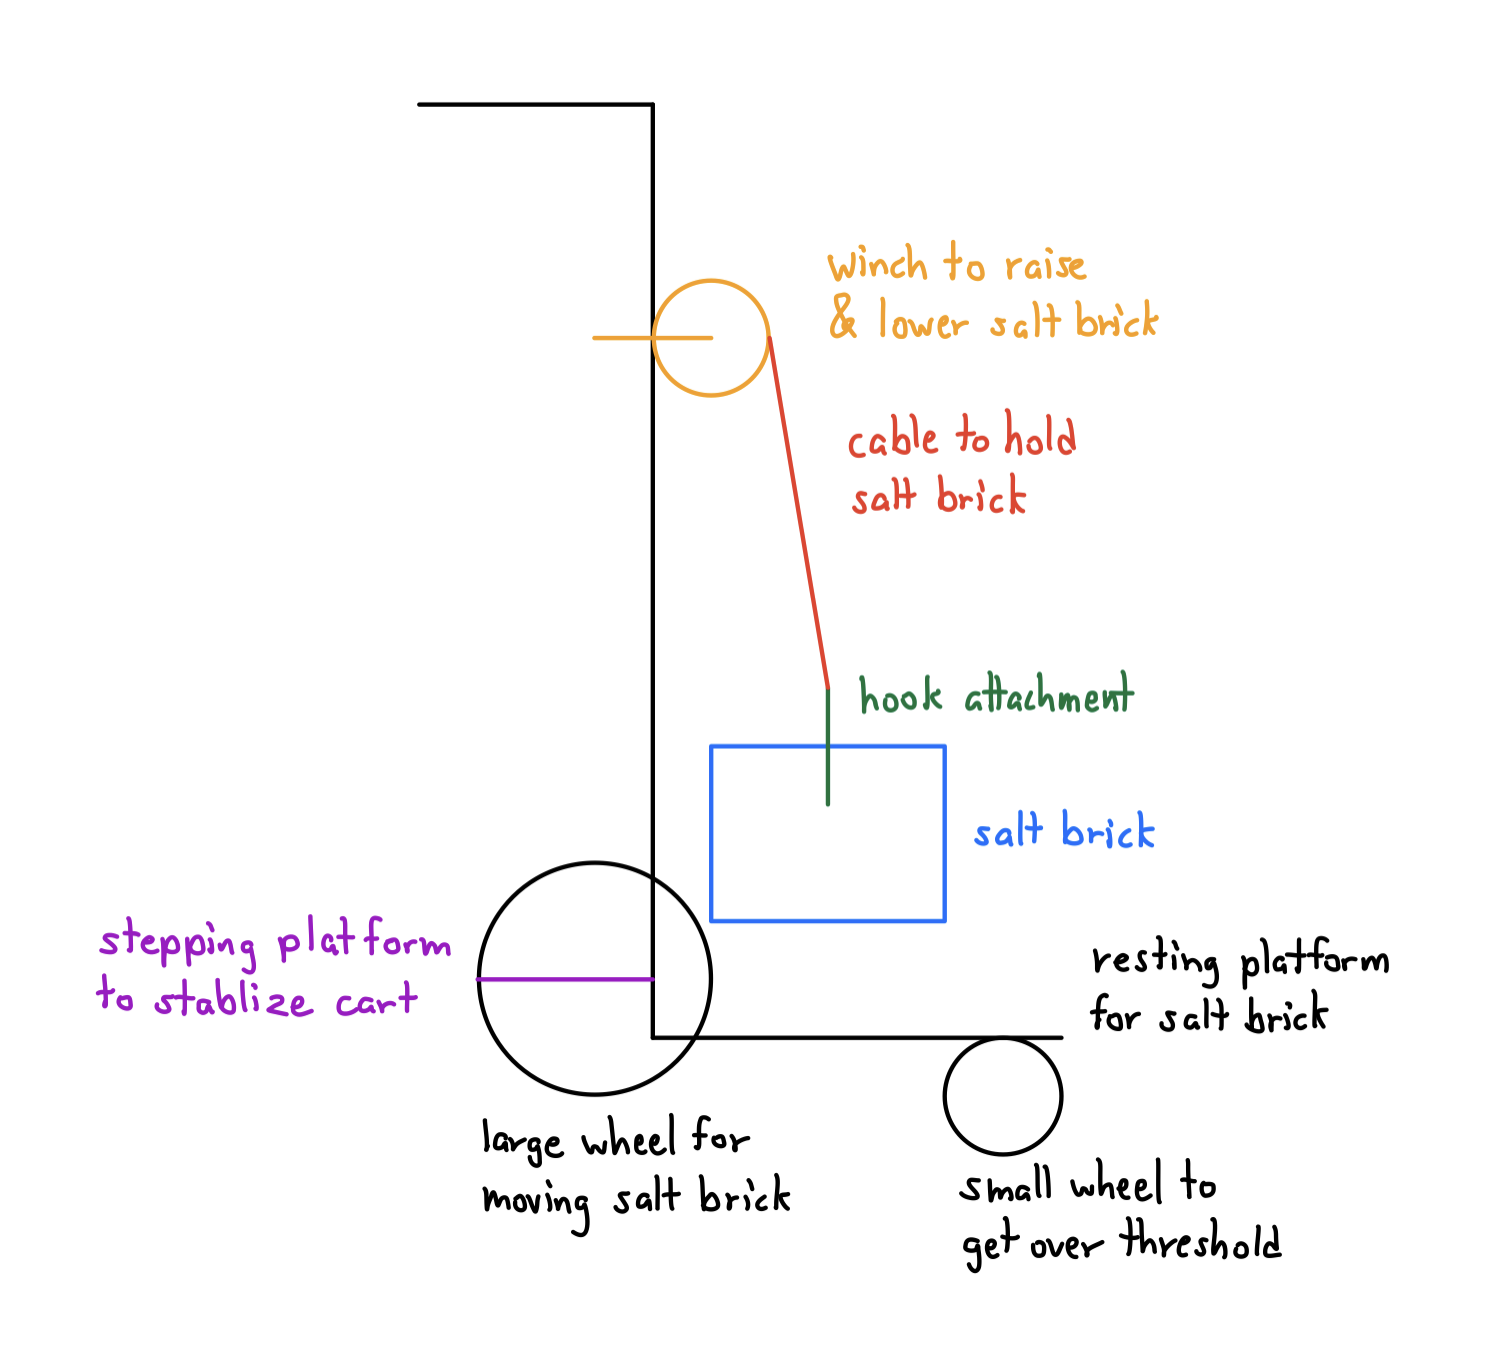 winch to raise
& lower salt brick
cable to hold
salt brick
hook attachment
salt brick
stepping platform
to stablize cart
resting platform
for salt brick
large wheel for
moving salt brick
small wheel to
get over threshold